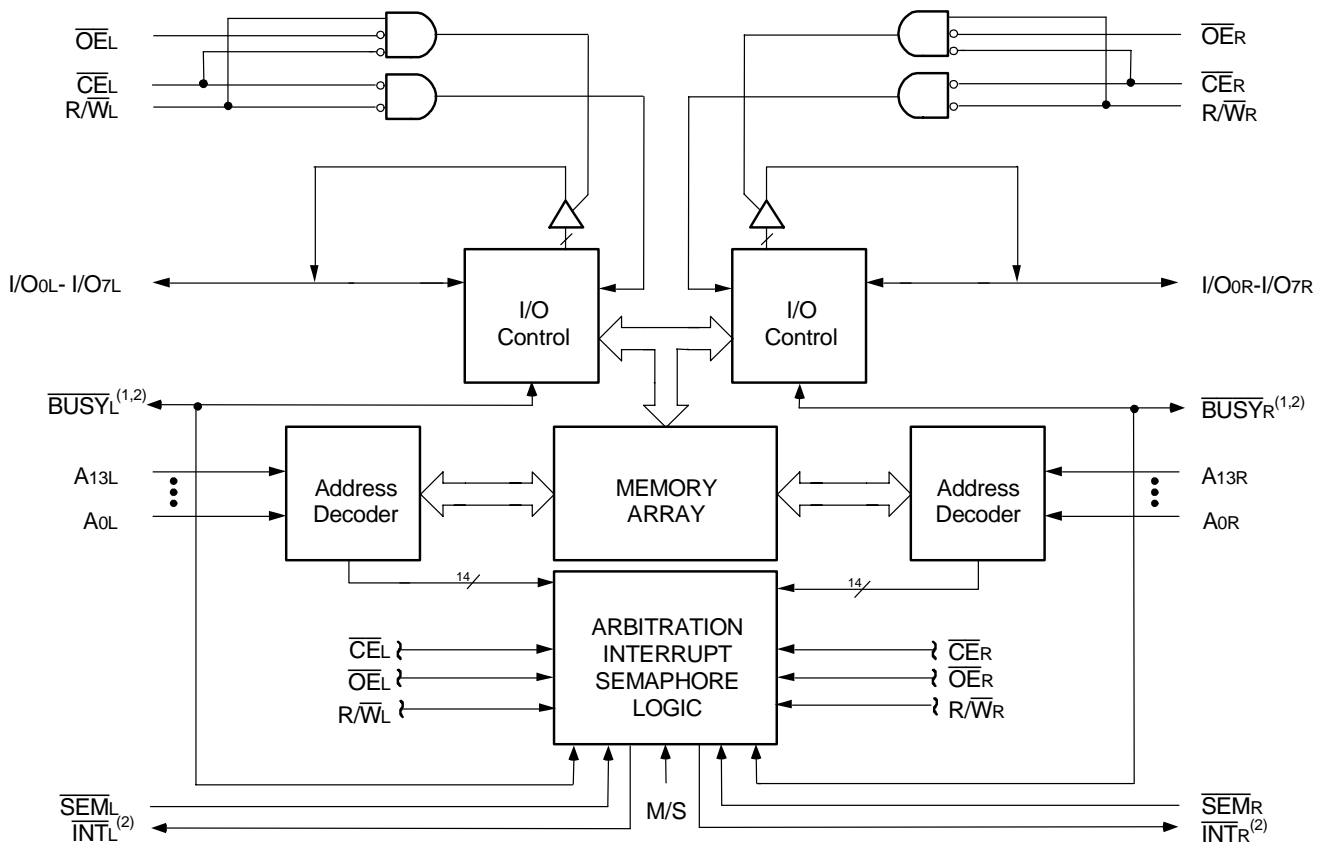 OEL
OER
CEL
CER
R/WL
R/WR
I/O0L- I/O7L
I/O
Control
I/O
Control
I/O0R-I/O7R
BUSYL(1,2)
BUSYR(1,2)
A13L
A0L
Address
Decoder
MEMORY
ARRAY
Address
Decoder
A13R
A0R
14
14
ARBITRATION
INTERRUPT
SEMAPHORE
LOGIC
CEL
OEL
R/WL
CER
OER
R/WR
SEML
INTL(2)
M/S
SEMR
INTR(2)